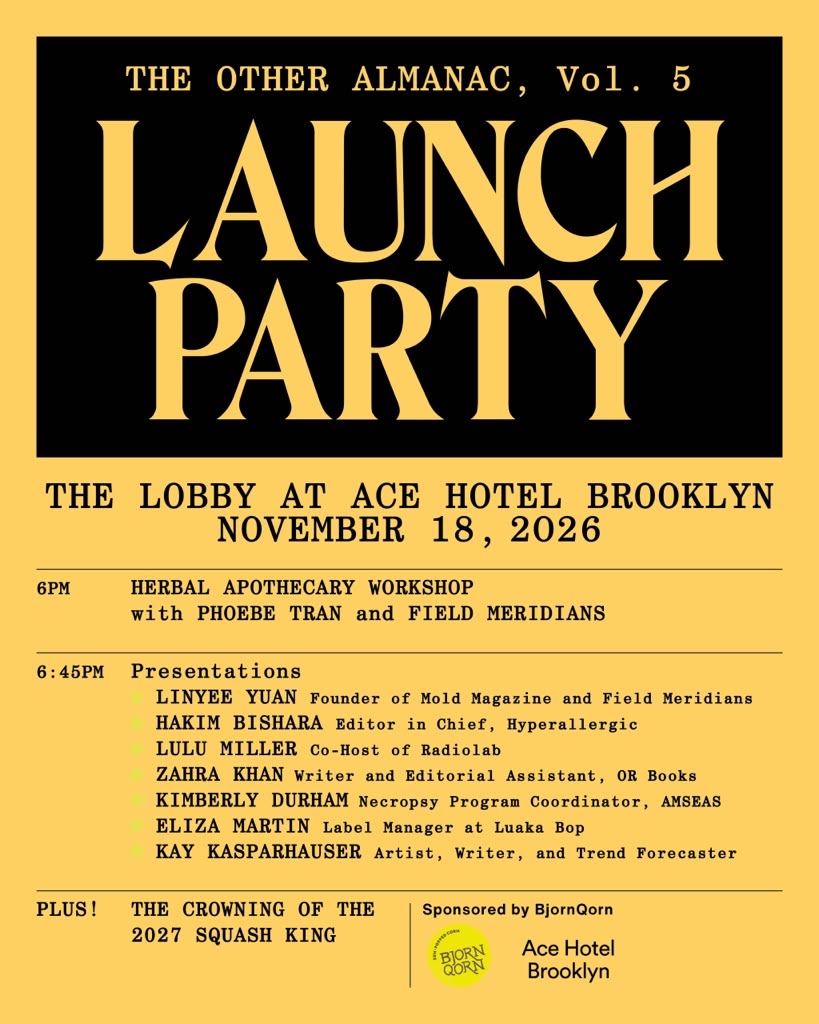 THE OTHER ALMANAC, Vol. 5
LAUNCH
PARTY
THE LOBBY AT ACE HOTEL BROOKLYN
NOVEMBER 18, 2026
6PM
HERBAL APOTHECARY WORKSHOP
with PHOEBE TRAN and FIELD MERIDIANS
6:45PM
Presentations
LINYEE YUAN Founder of Mold Magazine and Field Meridians
HAKIM BISHARA Editor in Chief, Hyperallergic
LULU MILLER Co-Host of Radiolab
ZAHRA KHAN Writer and Editorial Assistant, OR Books
KIMBERLY DURHAM Necropsy Program Coordinator, AMSEAS
ELIZA MARTIN Label Manager at Luaka Bop
KAY KASPARHAUSER Artist, Writer, and Trend Forecaster
PLUS!
THE CROWNING OF THE
2027 SQUASH KING
Sponsored by BjornQorn
BJORN
QORN
Ace Hotel
Brooklyn